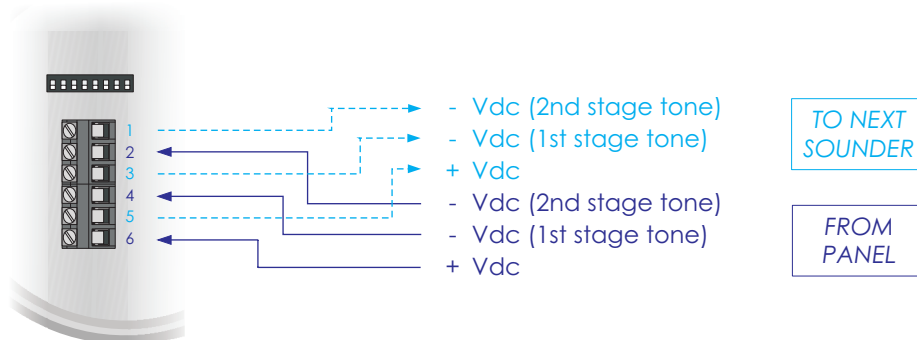 1
2
3
4
5
6
- Vdc (2nd stage tone)
- Vdc (1st stage tone)
+ Vdc
- Vdc (2nd stage tone)
- Vdc (1st stage tone)
+ Vdc
TO NEXT
SOUNDER
FROM
PANEL